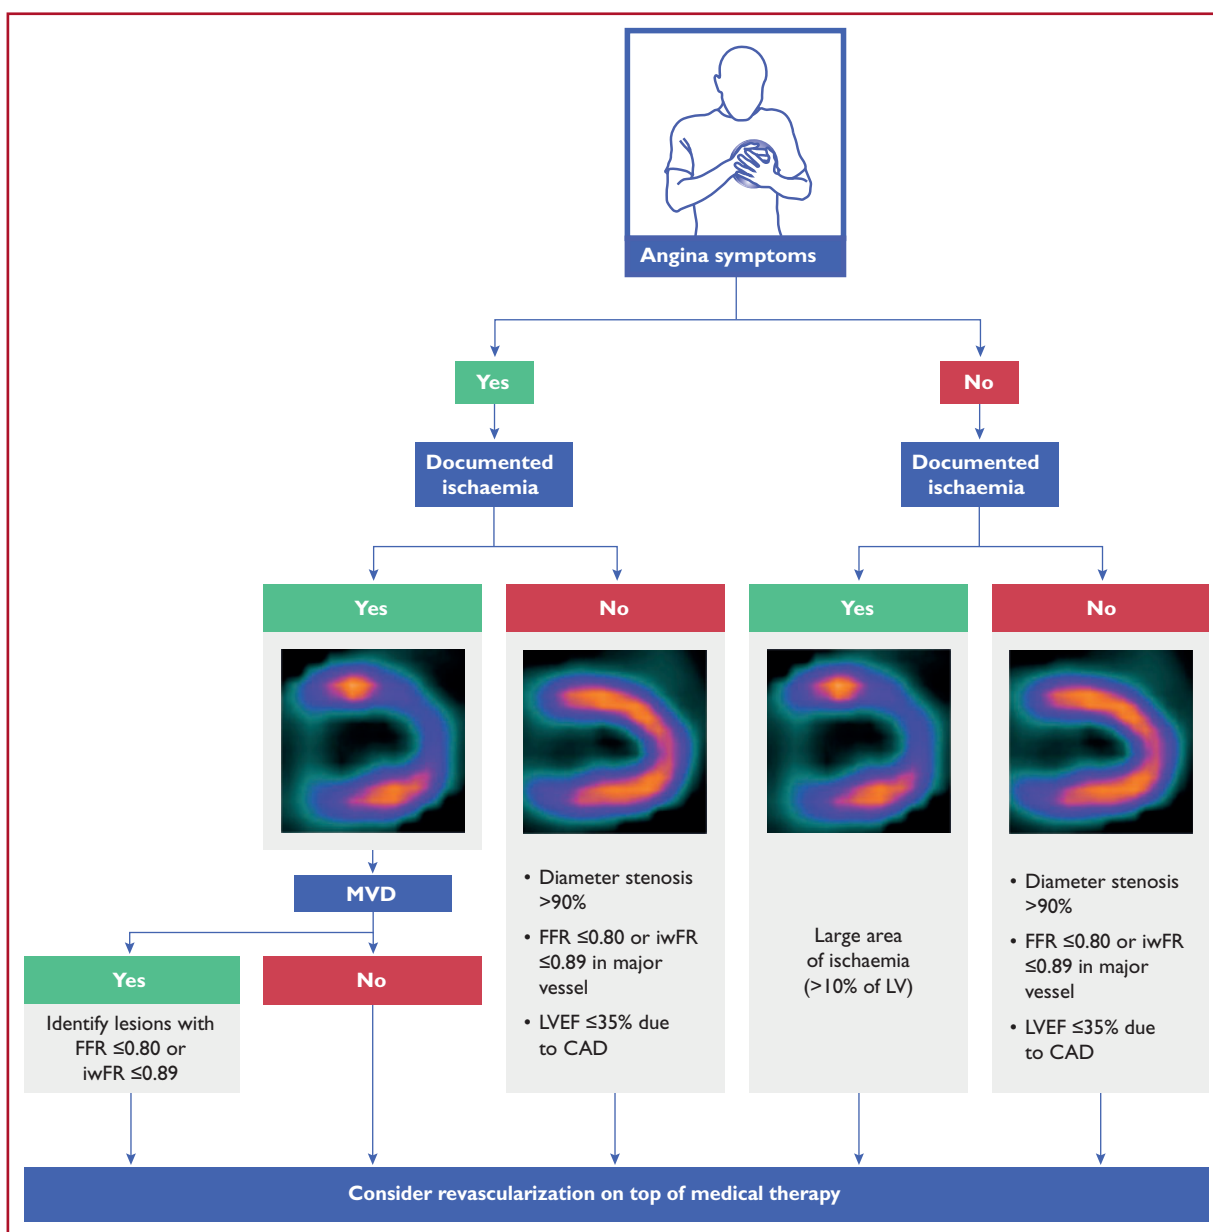 Angina symptoms
Yes
No
Documented
ischaemia
Documented
ischaemia
Yes
No
Yes
No
MVD
Yes
No
Identify lesions with
FFR ≤0.80 or
iwFR ≤0.89
• Diameter stenosis
>90%
• FFR ≤0.80 or iwFR
≤0.89 in major
vessel
• LVEF ≤35% due
to CAD
Large area
of ischaemia
(>10% of LV)
• Diameter stenosis
>90%
• FFR ≤0.80 or iwFR
≤0.89 in major
vessel
• LVEF ≤35% due
to CAD
Consider revascularization on top of medical therapy